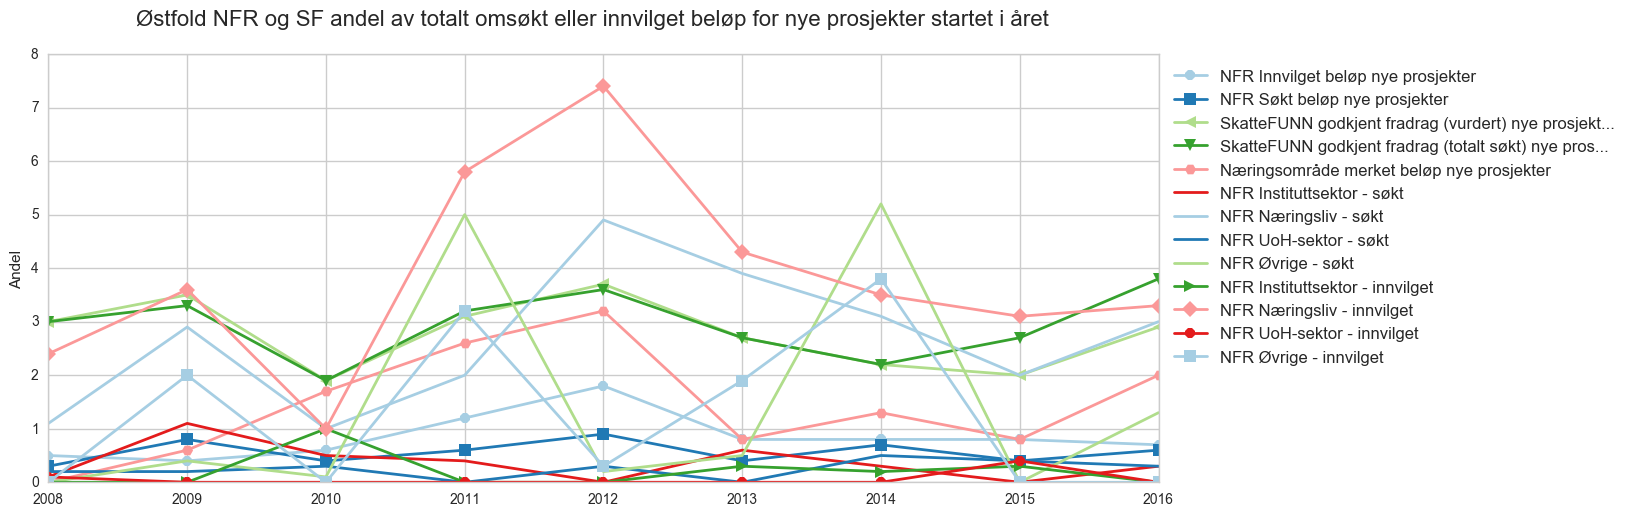 Østfold NFR og SF andel av totalt omsøkt eller innvilget beløp for nye prosjekter startet i året
8
7
6
5
4
3
2
1
0
Andel
2008 2009 2010 2011 2012 2013 2014 2015 2016
NFR Innvilget beløp nye prosjekter
NFR Søkt beløp nye prosjekter
SkatteFUNN godkjent fradrag (vurdert) nye prosjekt...
SkatteFUNN godkjent fradrag (totalt søkt) nye pros...
Næringsområde merket beløp nye prosjekter
NFR Instituttsektor - søkt
NFR Næringsliv - søkt
NFR UoH-sektor - søkt
NFR Øvrige - søkt
NFR Instituttsektor - innvilget
NFR Næringsliv - innvilget
NFR UoH-sektor - innvilget
NFR Øvrige - innvilget